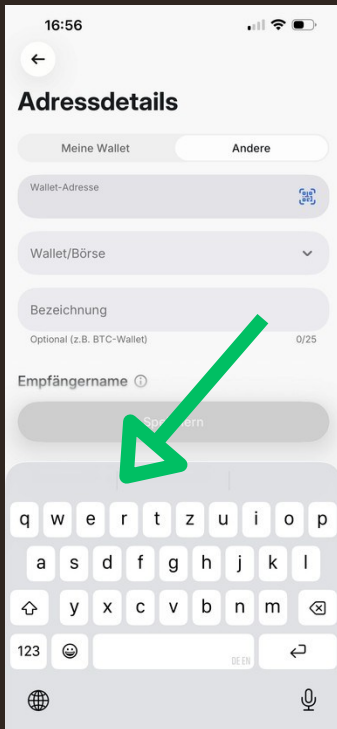 16:56
Adressdetails
Meine Wallet Andere
Wallet-Adresse
Wallet/Börse
Bezeichnung
Optional (z.B. BTC-Wallet) 0/25
Empfängername
Speichern
q w e r t z u i o p
a s d f g h j k l
y x c v b n m
123 DE EN